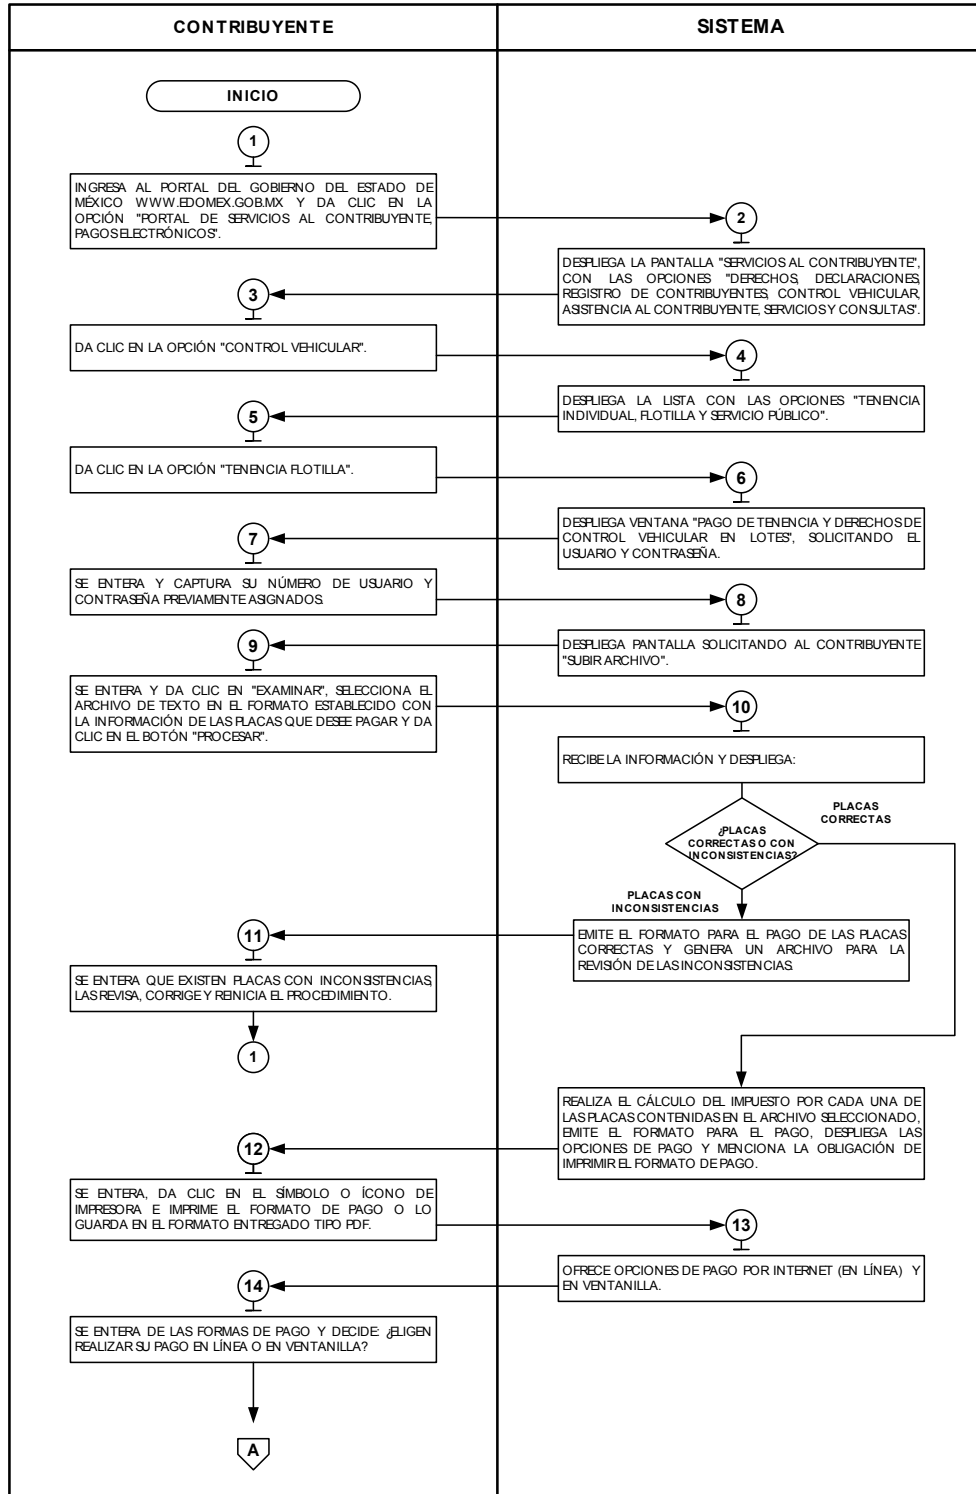 CONTRIBUYENTE
SISTEMA
INICIO
1
INGRESA AL PORTAL DEL GOBIERNO DEL ESTADO DE
MÉXICO WWW.EDOMEX.GOB.MX Y DA CLIC EN LA
OPCIÓN "PORTAL DE SERVICIOS AL CONTRIBUYENTE,
PAGOS ELECTRÓNICOS".
2
DESPLIEGA LA PANTALLA "SERVICIOS AL CONTRIBUYENTE",
CON LAS OPCIONES "DERECHOS, DECLARACIONES,
REGISTRO DE CONTRIBUYENTES, CONTROL VEHICULAR,
ASISTENCIA AL CONTRIBUYENTE, SERVICIOS Y CONSULTAS".
3
DA CLIC EN LA OPCIÓN "CONTROL VEHICULAR".
4
DESPLIEGA LA LISTA CON LAS OPCIONES "TENENCIA
INDIVIDUAL, FLOTILLA Y SERVICIO PÚBLICO".
5
DA CLIC EN LA OPCIÓN "TENENCIA FLOTILLA".
6
DESPLIEGA VENTANA "PAGO DE TENENCIA Y DERECHOS DE
CONTROL VEHICULAR EN LOTES", SOLICITANDO EL
USUARIO Y CONTRASEÑA.
7
SE ENTERA Y CAPTURA SU NÚMERO DE USUARIO Y
CONTRASEÑA PREVIAMENTE ASIGNADOS.
8
DESPLIEGA PANTALLA SOLICITANDO AL CONTRIBUYENTE
"SUBIR ARCHIVO".
9
SE ENTERA Y DA CLIC EN "EXAMINAR", SELECCIONA EL
ARCHIVO DE TEXTO EN EL FORMATO ESTABLECIDO CON
LA INFORMACIÓN DE LAS PLACAS QUE DESEE PAGAR Y DA
CLIC EN EL BOTÓN "PROCESAR".
10
RECIBE LA INFORMACIÓN Y DESPLIEGA:
¿PLACAS
CORRECTAS O CON
INCONSISTENCIAS?
PLACAS
CORRECTAS
PLACAS CON
INCONSISTENCIAS
EMITE EL FORMATO PARA EL PAGO DE LAS PLACAS
CORRECTAS Y GENERA UN ARCHIVO PARA LA
REVISIÓN DE LAS INCONSISTENCIAS.
11
SE ENTERA QUE EXISTEN PLACAS CON INCONSISTENCIAS,
LAS REVISA, CORRIGE Y REINICIA EL PROCEDIMIENTO.
1
REALIZA EL CÁLCULO DEL IMPUESTO POR CADA UNA DE
LAS PLACAS CONTENIDAS EN EL ARCHIVO SELECCIONADO,
EMITE EL FORMATO PARA EL PAGO, DESPLIEGA LAS
OPCIONES DE PAGO Y MENCIONA LA OBLIGACIÓN DE
IMPRIMIR EL FORMATO DE PAGO.
12
SE ENTERA, DA CLIC EN EL SÍMBOLO O ÍCONO DE
IMPRESORA E IMPRIME EL FORMATO DE PAGO O LO
GUARDA EN EL FORMATO ENTREGADO TIPO PDF.
13
OFRECE OPCIONES DE PAGO POR INTERNET (EN LÍNEA) Y
EN VENTANILLA.
14
SE ENTERA DE LAS FORMAS DE PAGO Y DECIDE: ¿ELIGEN
REALIZAR SU PAGO EN LÍNEA O EN VENTANILLA?
A